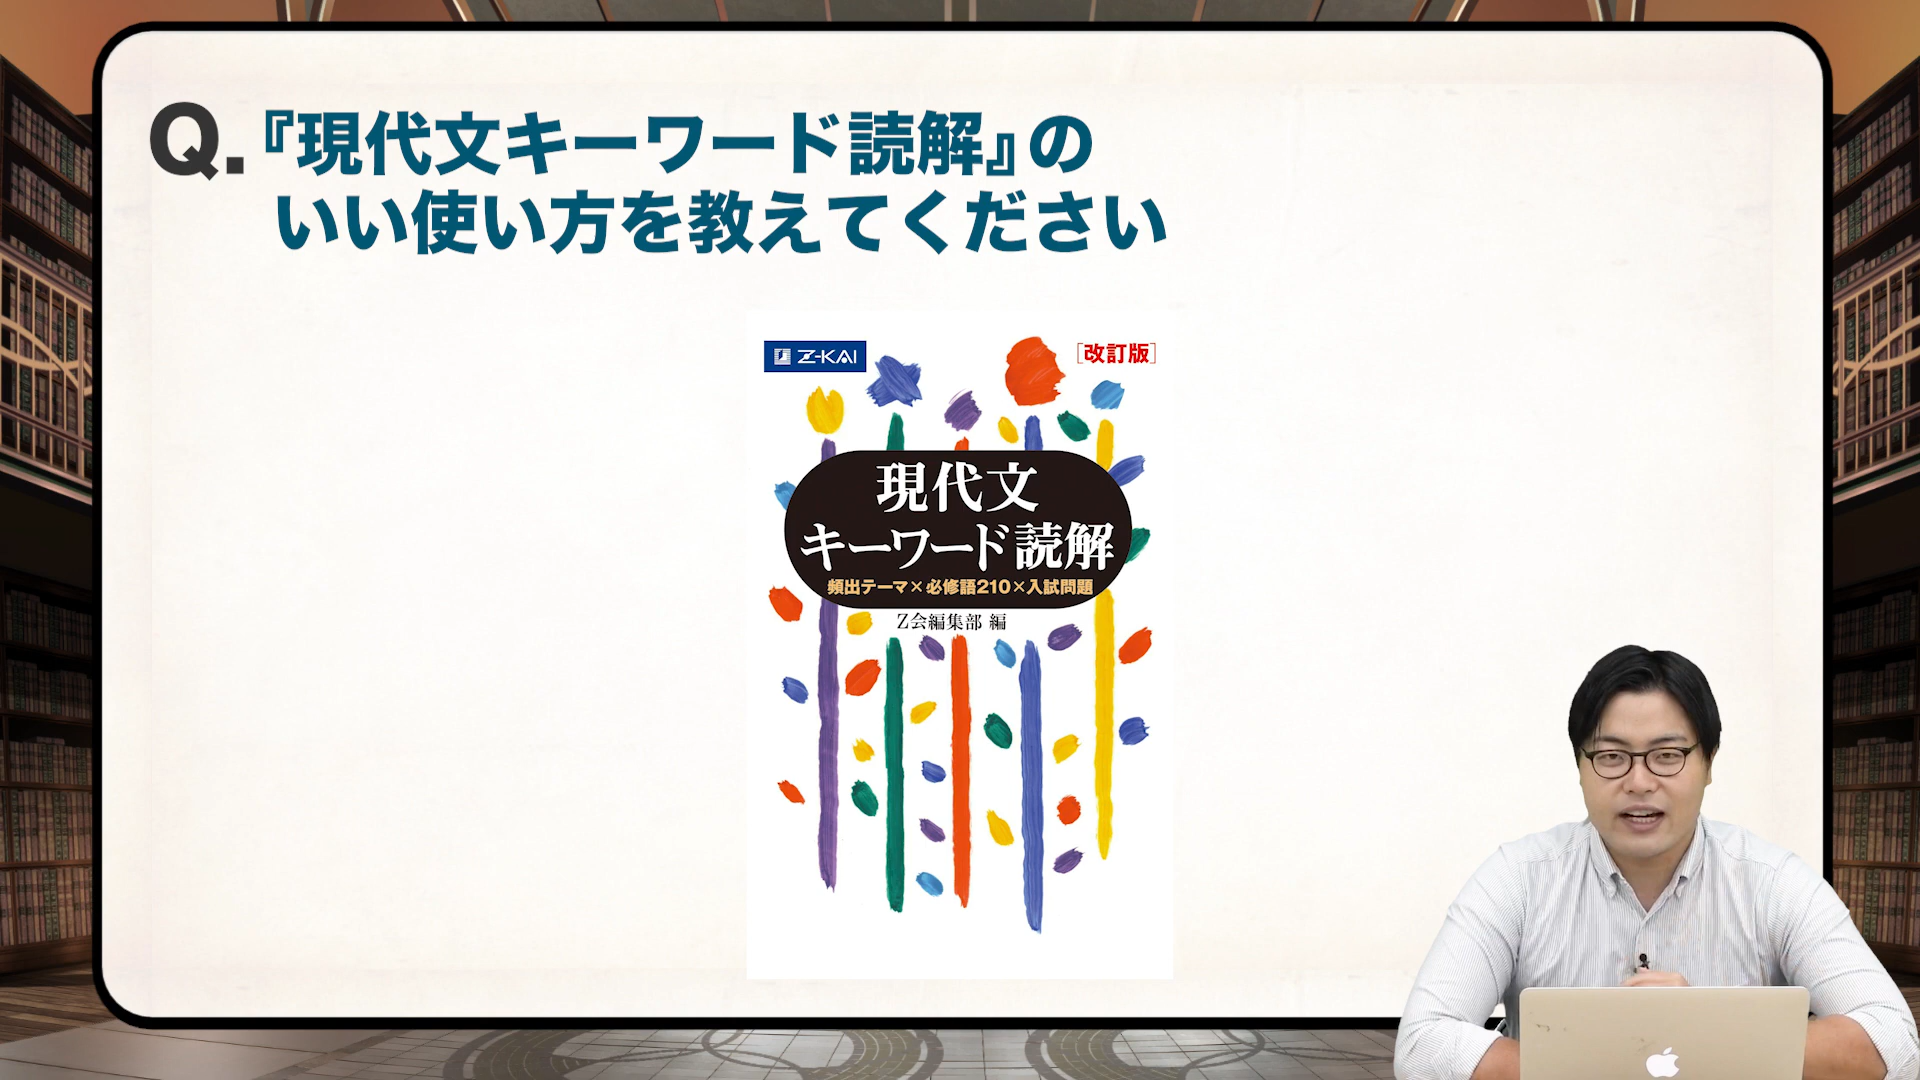 Q.『現代文キーワード読解』の
いい使い方を教えてください
Z-KAI
［改訂版］
現代文
キーワード読解
頻出テーマ×必修語210×入試問題
Z会編集部 編